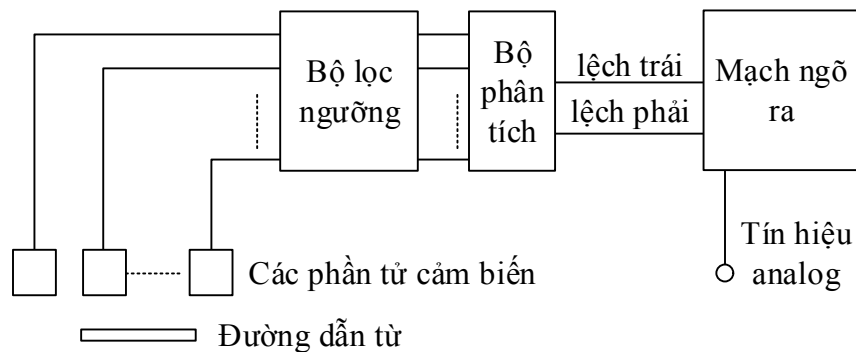 Bộ lọc
ngưỡng
Bộ
phân
tích
lệch trái
lệch phải
Mạch ngõ
ra
Các phần tử cảm biến
Tín hiệu
analog
Đường dẫn từ